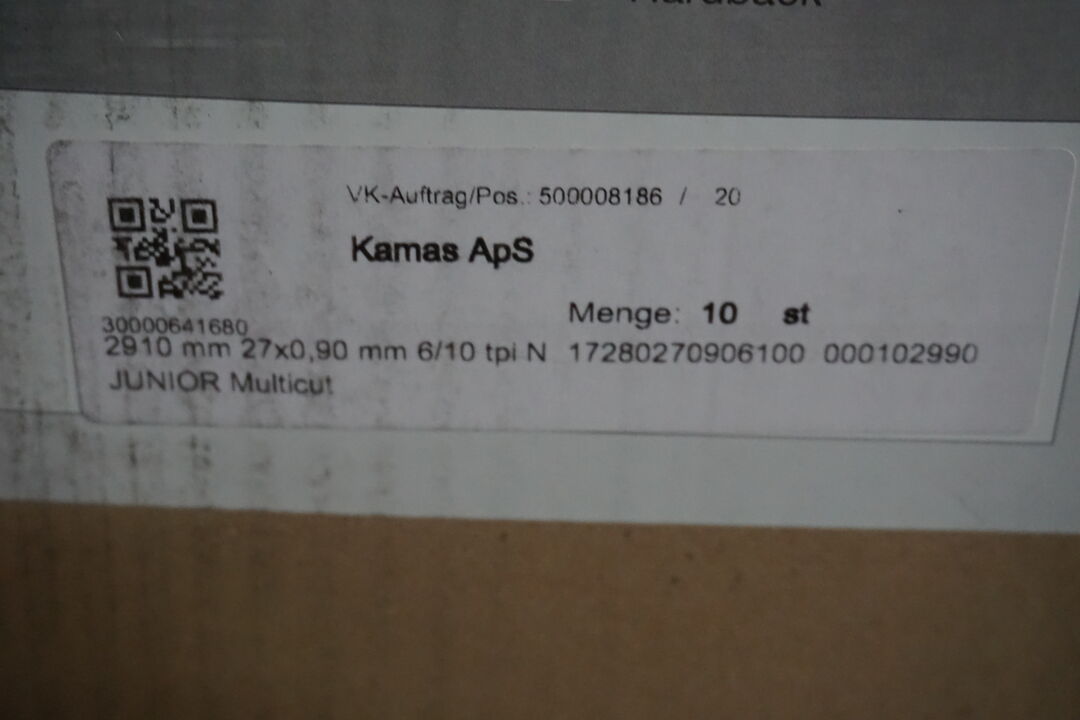 VK-Auftrag/Pos.: 500008186 / 20
Kamas ApS
Menge: 10 st
30000641680
2910 mm 27x0,90 mm 6/10 tpi N 17280270906100 000102990
JUNIOR Multicut